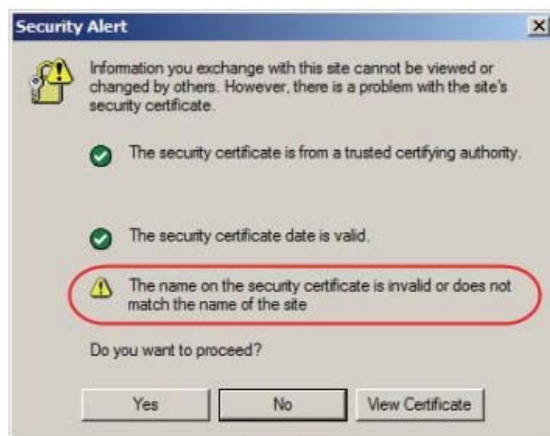 Security Alert
Information you exchange with this site cannot be viewed or
changed by others. However, there is a problem with the site's
security certificate.
The security certificate is from a trusted certifying authority.
The security certificate date is valid.
The name on the security certificate is invalid or does not
match the name of the site
Do you want to proceed?
Yes No View Certificate